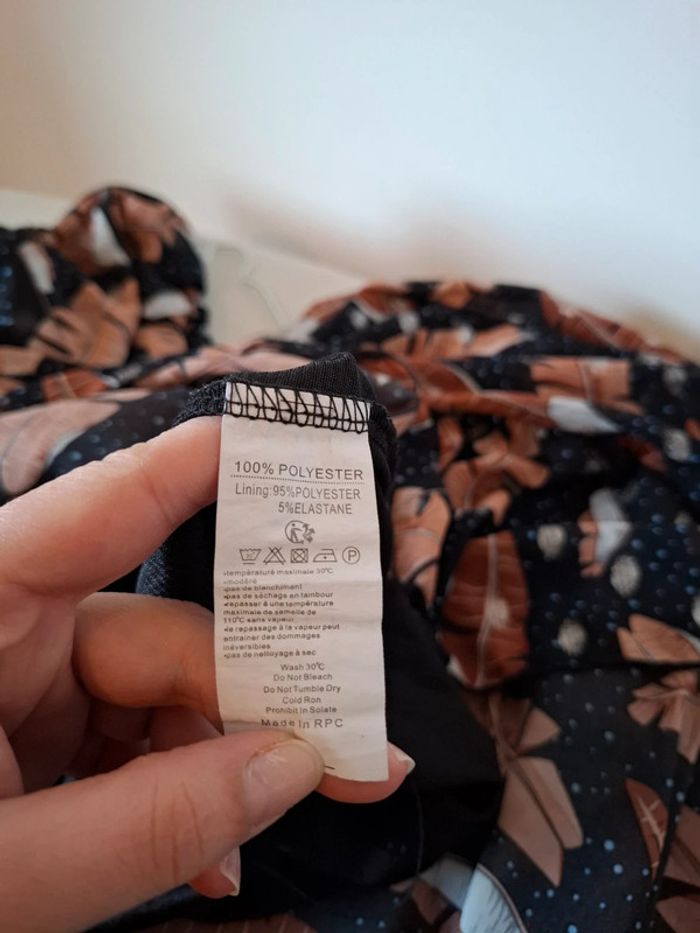 100% POLYESTER
Lining:95%POLYESTER
5%ELASTANE
P
•température maximale 30℃
•modéré
•pas de blanchiment
•pas de séchage en tambour
•repasser à une température
maximale de semelle de
110℃ sans vapeur
•le repassage à la vapeur peut
entraîner des dommages
irréversibles
•pas de nettoyage à sec
Wash 30℃
Do Not Bleach
Do Not Tumble Dry
Cold Ron
Prohibit In Solate
Made In RPC